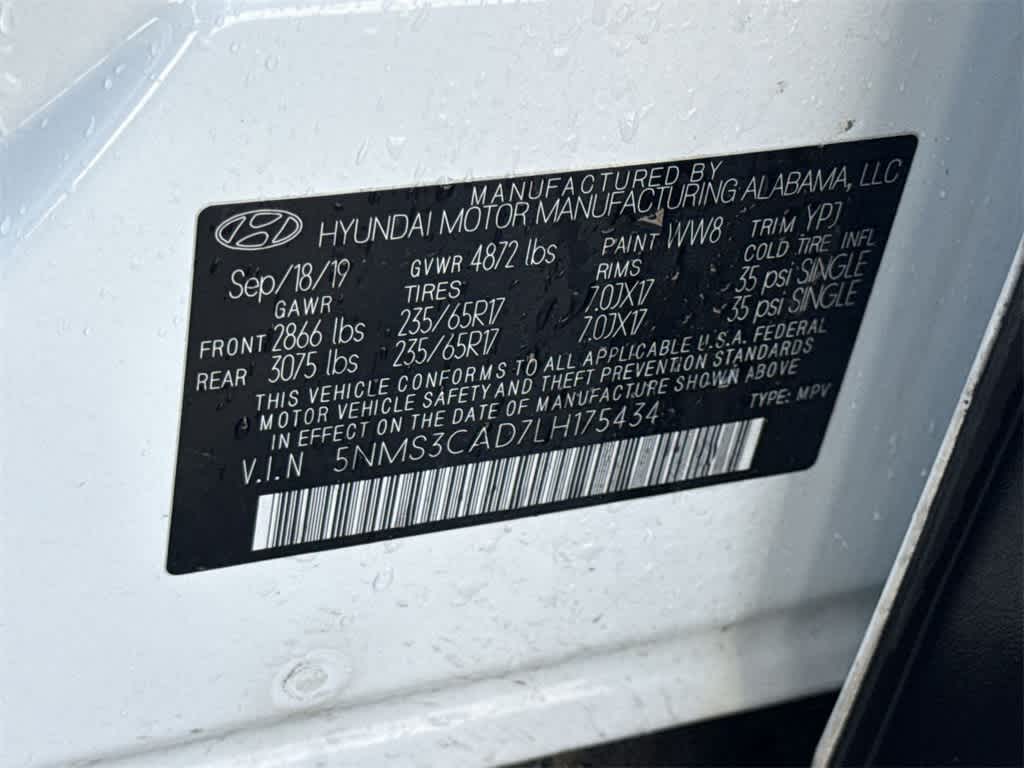 MANUFACTURED BY
HYUNDAI MOTOR MANUFACTURING ALABAMA, LLC
Sep/18/19 GVWR 4872 lbs PAINT WW8 TRIM YPJ
GAWR TIRES RIMS COLD TIRE INFL
FRONT 2866 lbs 235/65R17 7.0JX17 35 psi SINGLE
REAR 3075 lbs 235/65R17 7.0JX17 35 psi SINGLE
THIS VEHICLE CONFORMS TO ALL APPLICABLE U.S.A. FEDERAL
MOTOR VEHICLE SAFETY AND THEFT PREVENTION STANDARDS
IN EFFECT ON THE DATE OF MANUFACTURE SHOWN ABOVE
V.I.N 5NMS3CAD7LH175434 TYPE: MPV